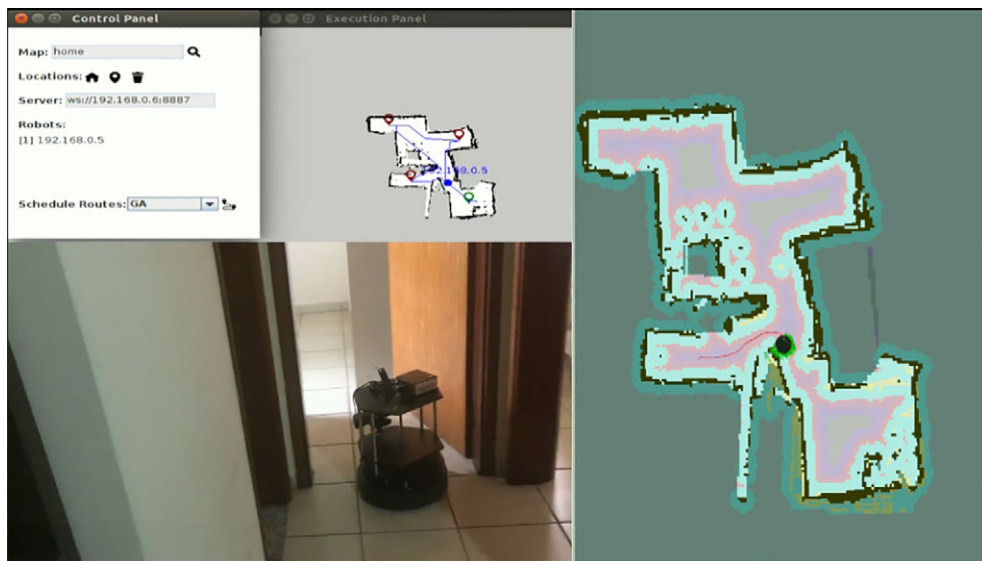 Control Panel
Execution Panel
Map: home
Locations:
Server: ws://192.168.0.6:8887
Robots:
[1] 192.168.0.5
Schedule Routes: GA